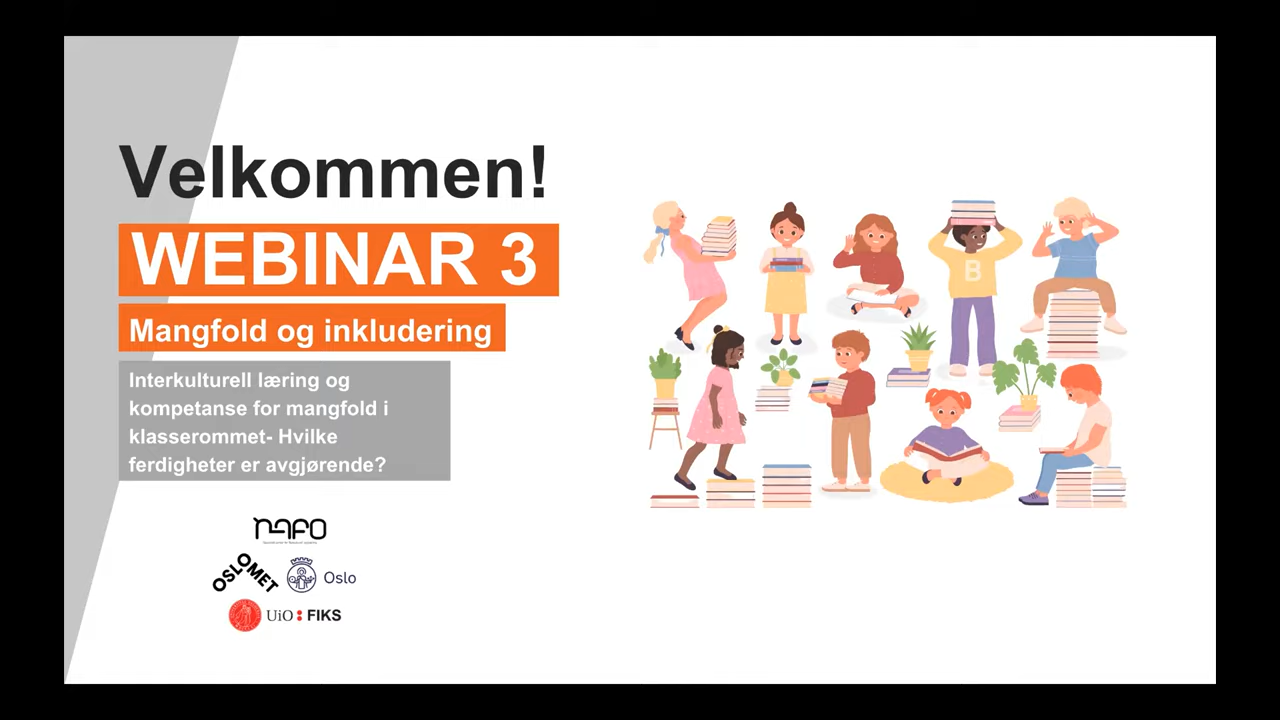 Velkommen!
WEBINAR 3
Mangfold og inkludering
Interkulturell læring og
kompetanse for mangfold i
klasserommet- Hvilke
ferdigheter er avgjørende?
NAFO
OSLOMET
Oslo
UiO:FIKS
B